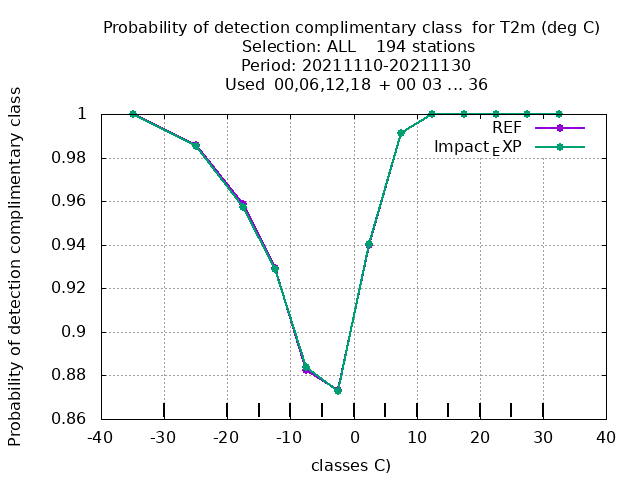 Probability of detection complimentary class  for T2m (deg C)
Selection: ALL    194 stations
Period: 20211110-20211130
Used  00,06,12,18  + 00 03 ... 36
Probability of detection complimentary class
1
0.98
0.96
0.94
0.92
0.9
0.88
0.86
REF
Impact EXP
-40 -30 -20 -10 0 10 20 30 40
classes C)